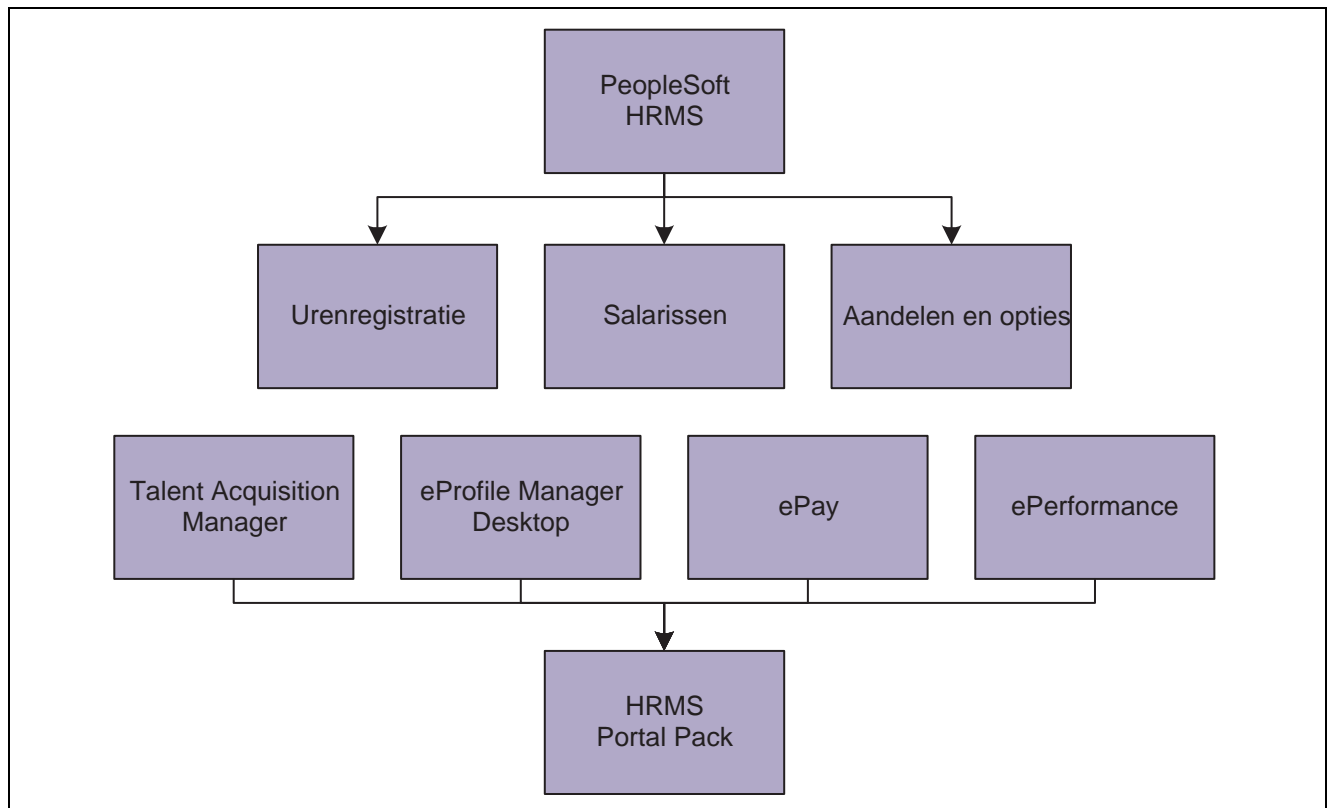 PeopleSoft
HRMS
Urenregistratie
Salarissen
Aandelen en opties
Talent Acquisition
Manager
eProfile Manager
Desktop
ePay
ePerformance
HRMS
Portal Pack